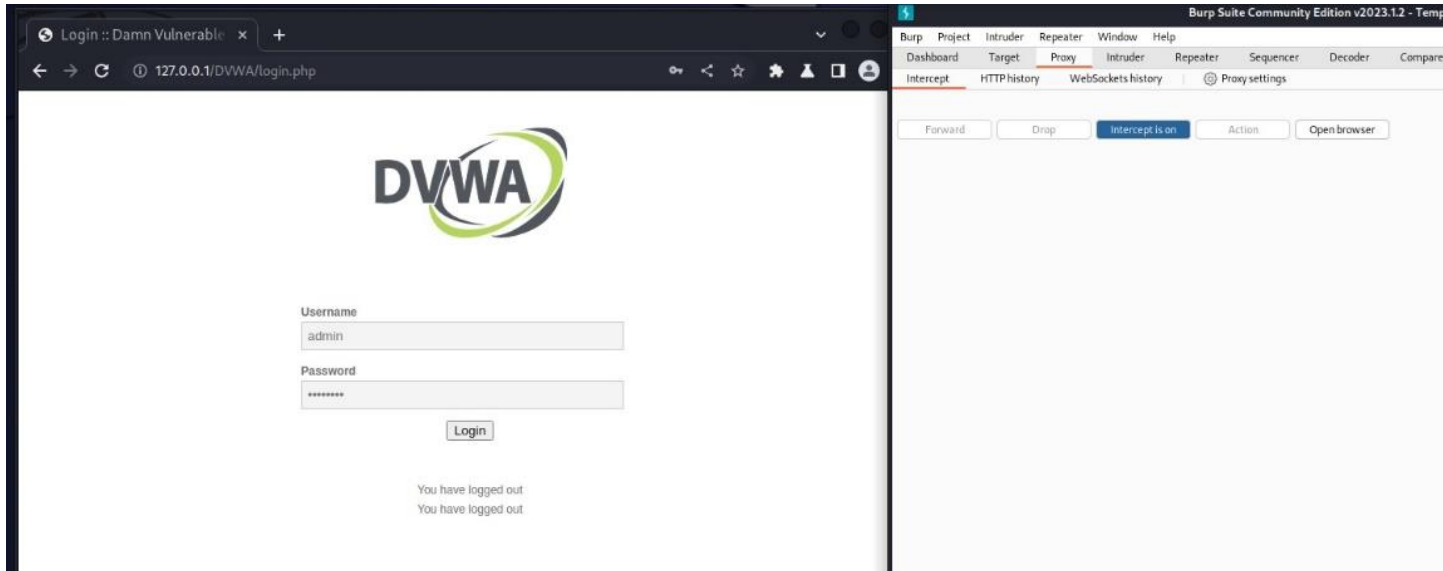 Login :: Damn Vulnerable
127.0.0.1/DVWA/login.php
DVWA
Username
admin
Password
••••••••
Login
You have logged out
You have logged out
Burp Suite Community Edition v2023.1.2 - Temp
Burp Project Intruder Repeater Window Help
Dashboard Target Proxy Intruder Repeater Sequencer Decoder Compare
Intercept HTTP history WebSockets history Proxy settings
Forward Drop Intercept is on Action Open browser